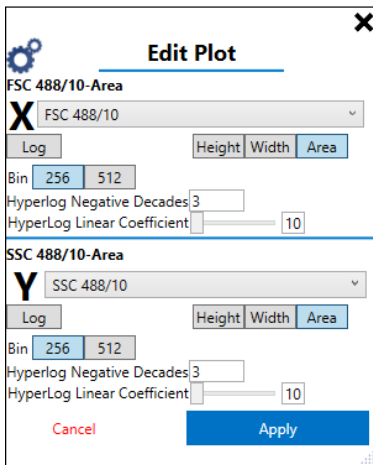 Edit Plot
FSC 488/10-Area
X FSC 488/10
Log Height Width Area
Bin 256 512
Hyperlog Negative Decades 3
HyperLog Linear Coefficient 10
SSC 488/10-Area
Y SSC 488/10
Log Height Width Area
Bin 256 512
Hyperlog Negative Decades 3
HyperLog Linear Coefficient 10
Cancel Apply